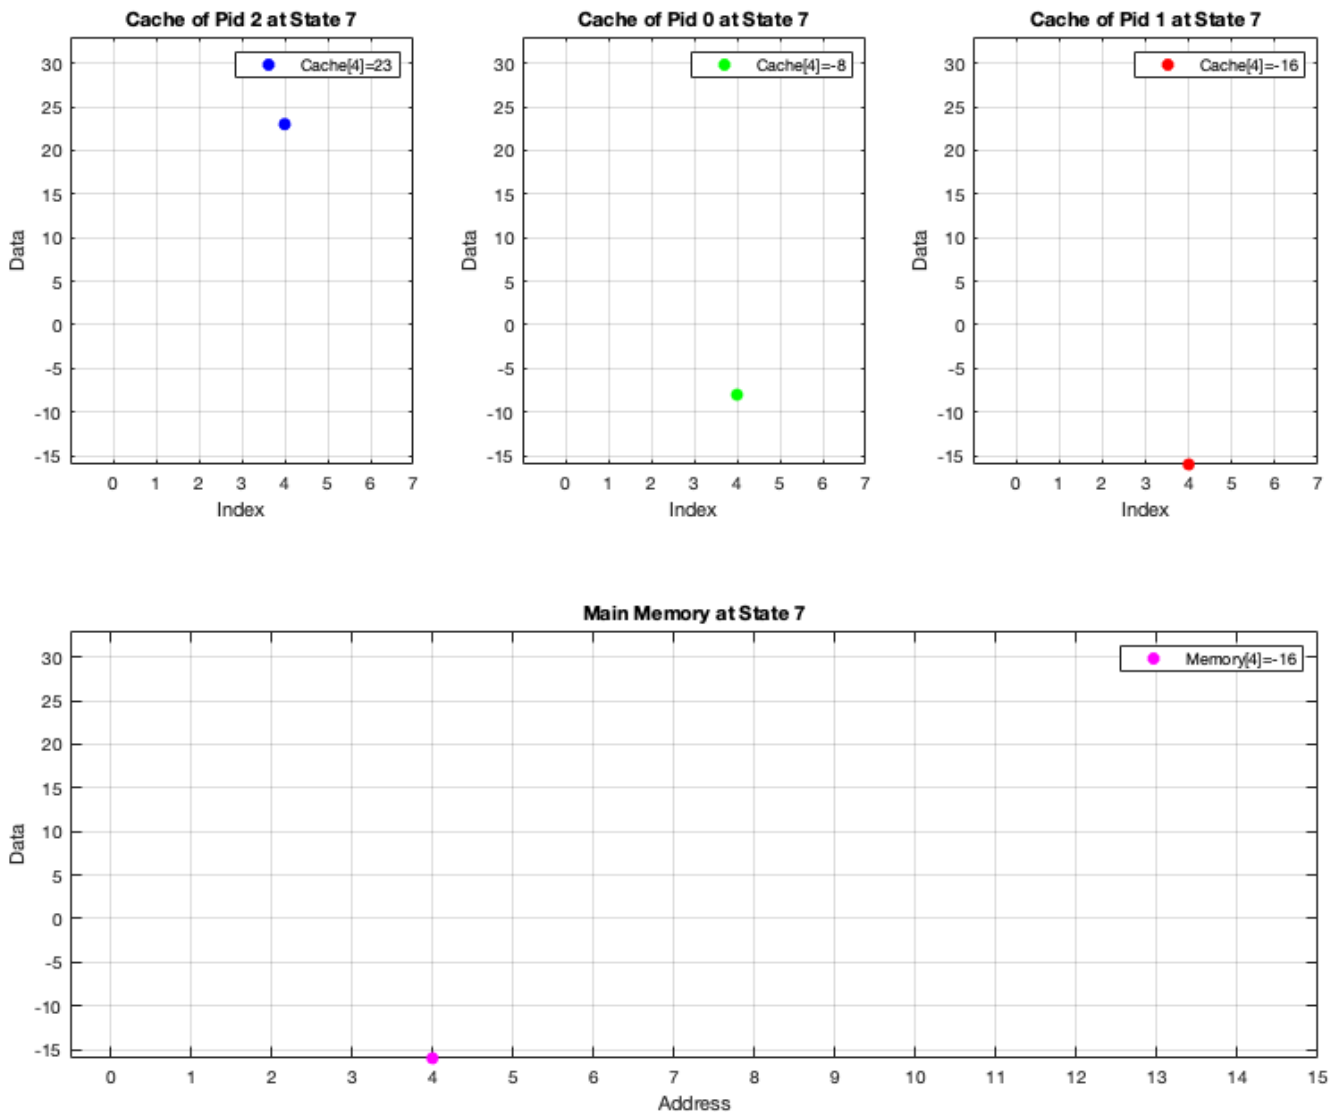 Cache of Pid 2 at State 7
Cache[4]=23
30
25
20
15
10
5
0
-5
-10
-15
Data
0 1 2 3 4 5 6 7
Index
Cache of Pid 0 at State 7
Cache[4]=-8
30
25
20
15
10
5
0
-5
-10
-15
Data
0 1 2 3 4 5 6 7
Index
Cache of Pid 1 at State 7
Cache[4]=-16
30
25
20
15
10
5
0
-5
-10
-15
Data
0 1 2 3 4 5 6 7
Index
Main Memory at State 7
Memory[4]=-16
30
25
20
15
10
5
0
-5
-10
-15
Data
0 1 2 3 4 5 6 7 8 9 10 11 12 13 14 15
Address